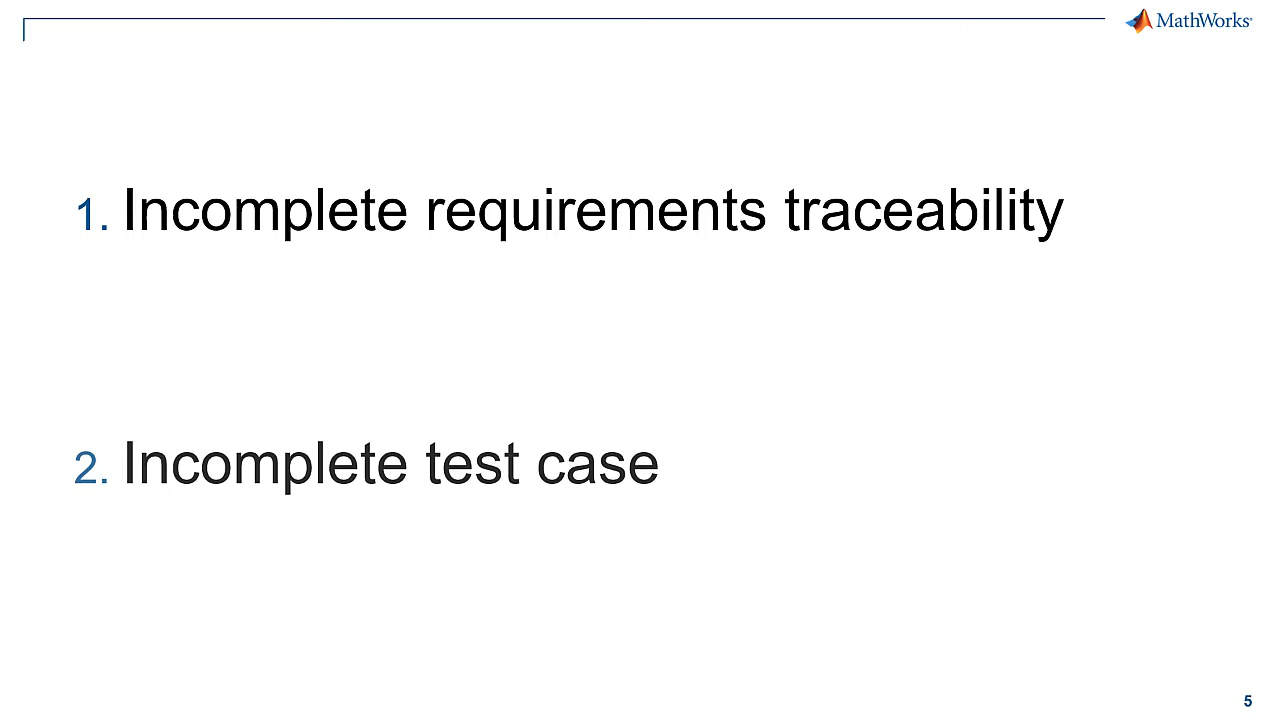 MathWorks®
1. Incomplete requirements traceability
2. Incomplete test case
5